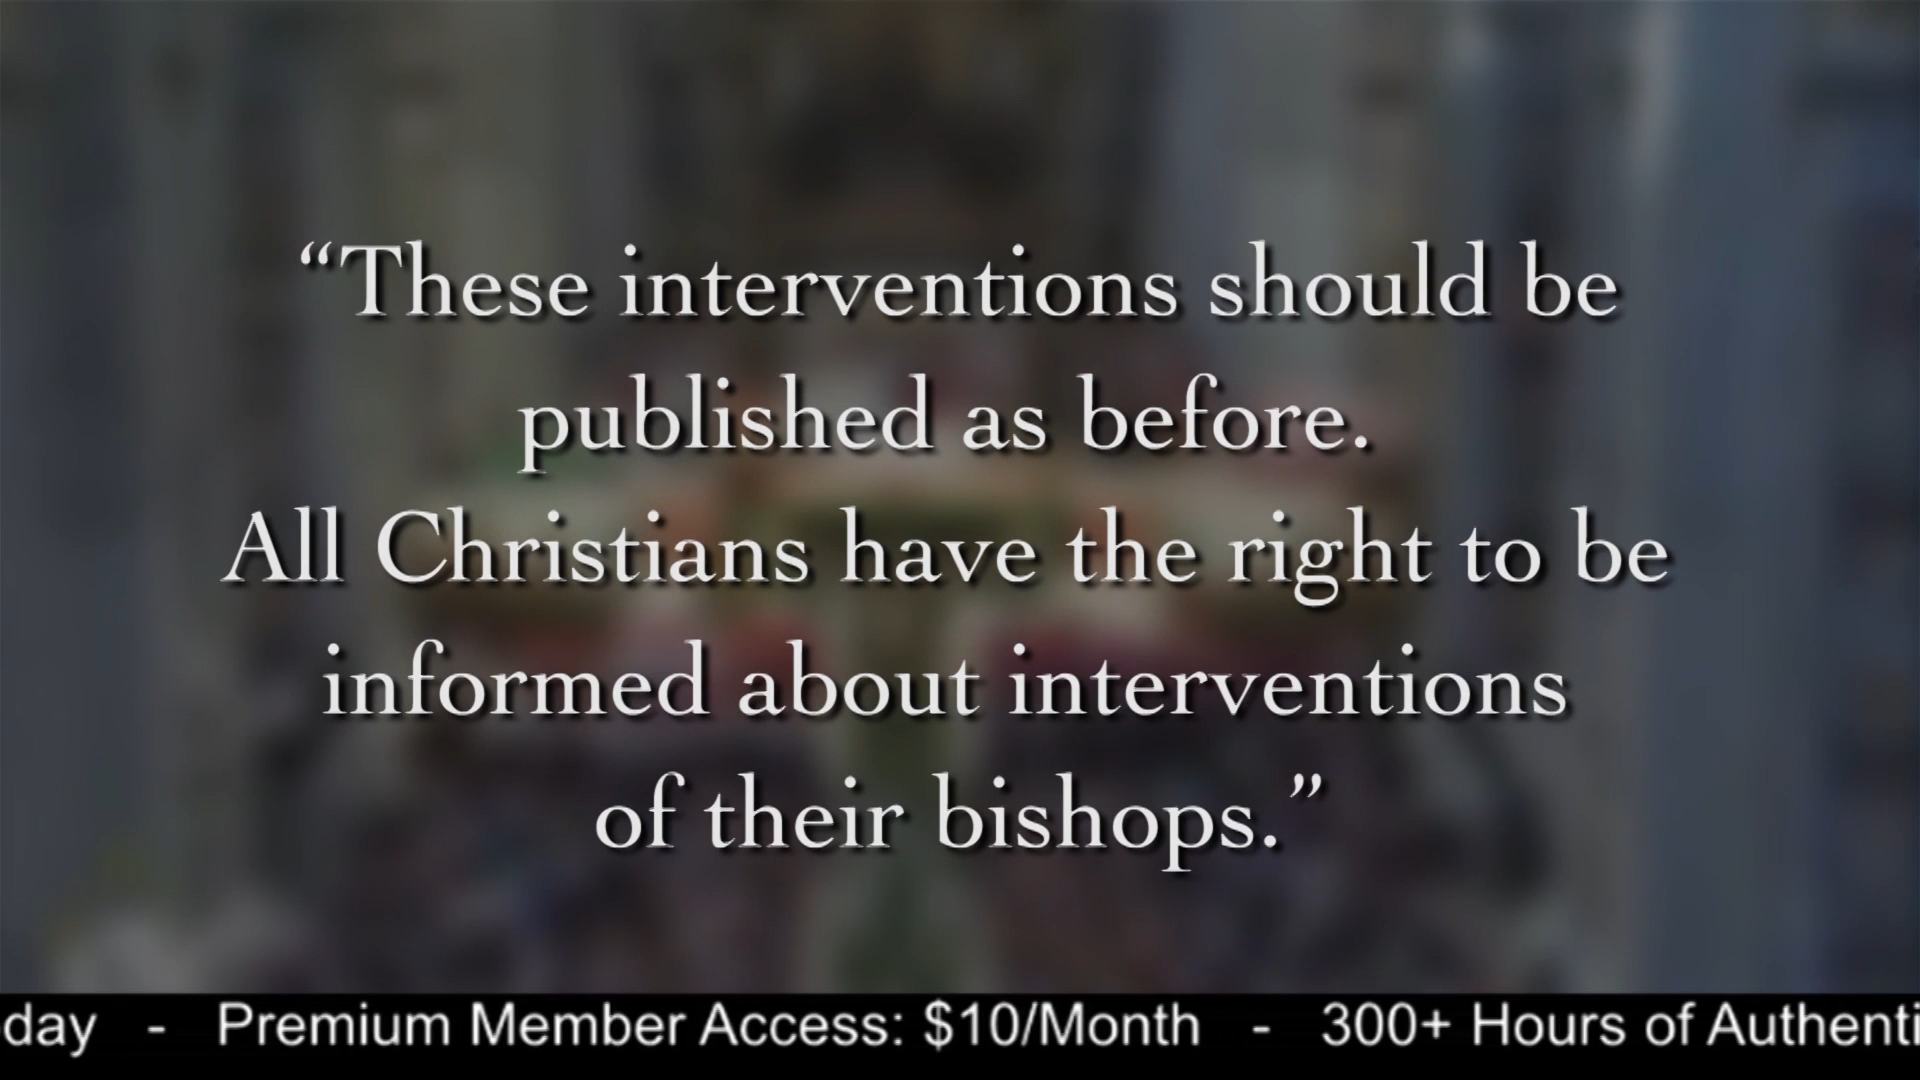 “These interventions should be
published as before.
All Christians have the right to be
informed about interventions
of their bishops.”
day - Premium Member Access: $10/Month - 300+ Hours of Authenti